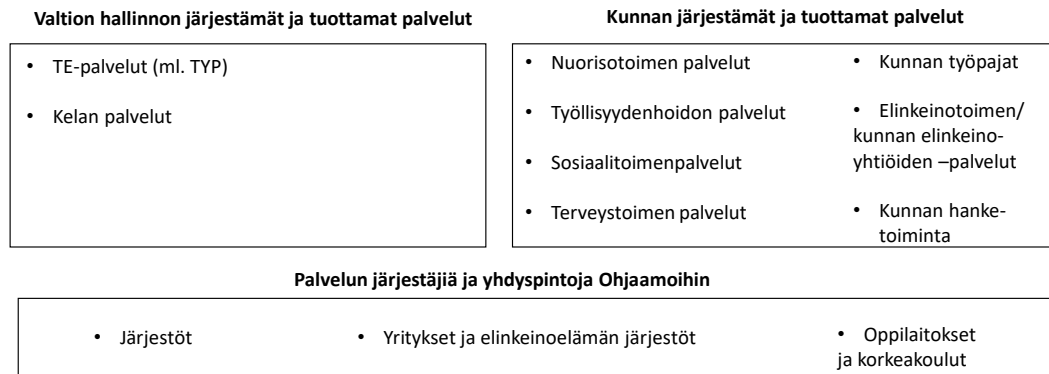 Valtion hallinnon järjestämät ja tuottamat palvelut
• TE-palvelut (ml. TYP)
• Kelan palvelut
Kunnan järjestämät ja tuottamat palvelut
• Nuorisotoimen palvelut
• Työllisyydenhoidon palvelut
• Sosiaalitoimenpalvelut
• Terveystoimen palvelut
• Kunnan työpajat
• Elinkeinotoimen/
kunnan elinkeino-
yhtiöiden –palvelut
• Kunnan hanke-
toiminta
Palvelun järjestäjiä ja yhdyspintoja Ohjaamoihin
• Järjestöt
• Yritykset ja elinkeinoelämän järjestöt
• Oppilaitokset
ja korkeakoulut